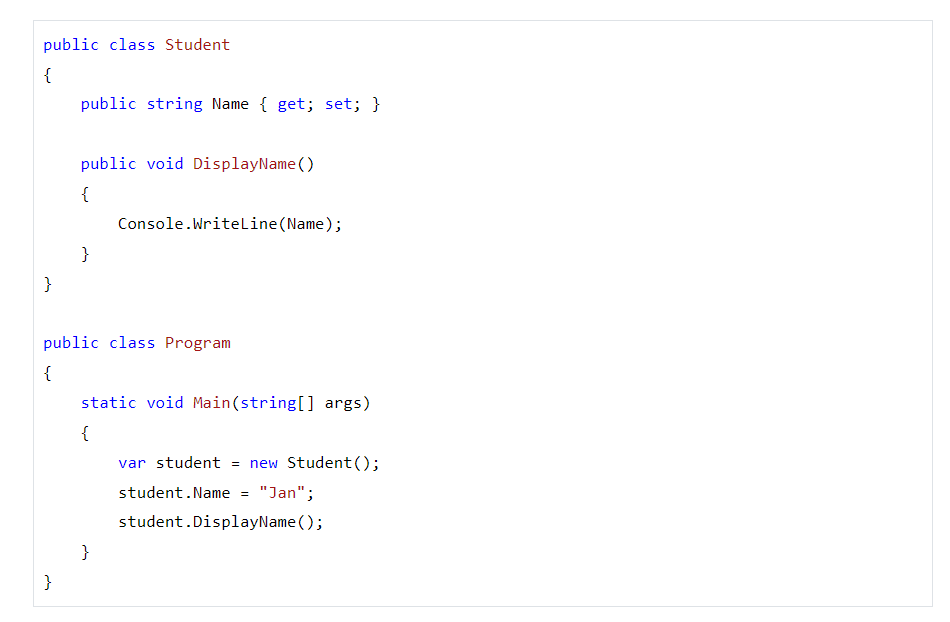 public class Student
{
    public string Name { get; set; }

    public void DisplayName()
    {
        Console.WriteLine(Name);
    }
}

public class Program
{
    static void Main(string[] args)
    {
        var student = new Student();
        student.Name = "Jan";
        student.DisplayName();
    }
}